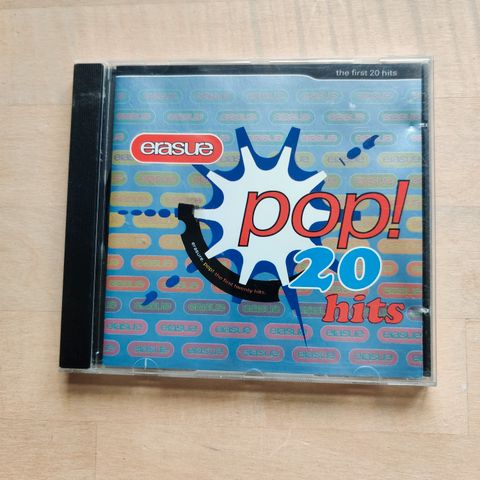 the first 20 hits
erasure
pop!
20
hits
erasure. pop! the first twenty hits.